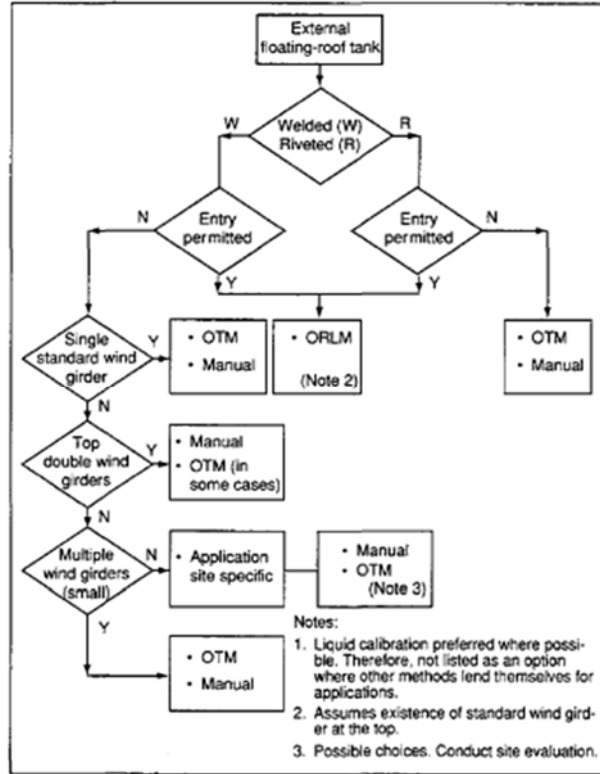 External
floating-roof tank
W
Welded (W)
Riveted (R)
R
N
Entry
permitted
Entry
permitted
N
Y
Y
Single
standard wind
girder
Y
• OTM
• Manual
• ORLM
(Note 2)
• OTM
• Manual
N
Top
double wind
girders
Y
• Manual
• OTM (in
some cases)
N
Multiple
wind girders
(small)
N
• Application
site specific
• Manual
• OTM
(Note 3)
Y
• OTM
• Manual
Notes:
1. Liquid calibration preferred where possi-
ble. Therefore, not listed as an option
where other methods lend themselves for
applications.
2. Assumes existence of standard wind gird-
er at the top.
3. Possible choices. Conduct site evaluation.